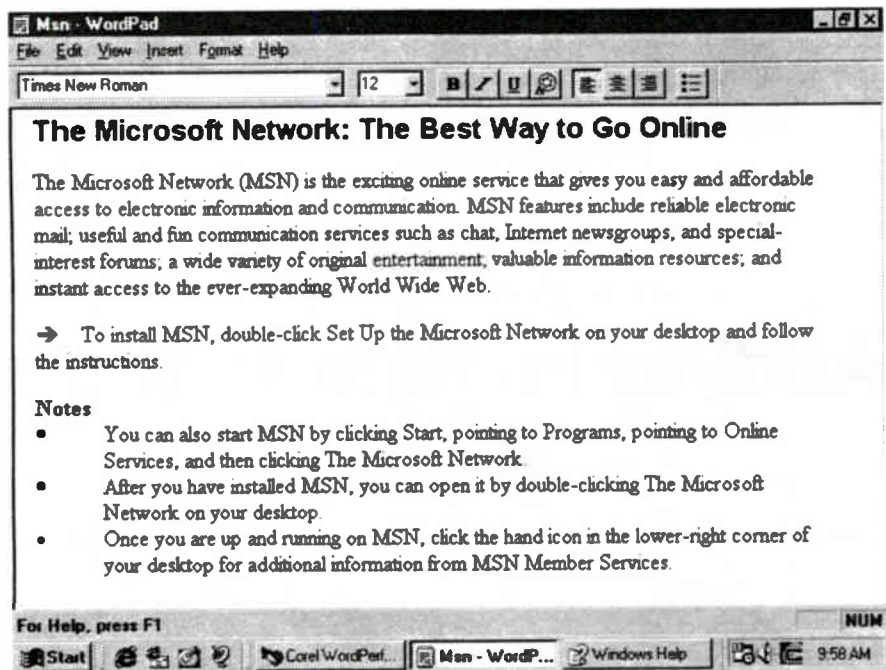 Msn - WordPad
File Edit View Insert Format Help
Times New Roman 12 B I U
The Microsoft Network: The Best Way to Go Online
The Microsoft Network (MSN) is the exciting online service that gives you easy and affordable
access to electronic information and communication. MSN features include reliable electronic
mail; useful and fun communication services such as chat, Internet newsgroups, and special-
interest forums; a wide variety of original entertainment; valuable information resources; and
instant access to the ever-expanding World Wide Web.
➔ To install MSN, double-click Set Up the Microsoft Network on your desktop and follow
the instructions.
Notes
• You can also start MSN by clicking Start, pointing to Programs, pointing to Online
Services, and then clicking The Microsoft Network.
• After you have installed MSN, you can open it by double-clicking The Microsoft
Network on your desktop.
• Once you are up and running on MSN, click the hand icon in the lower-right corner of
your desktop for additional information from MSN Member Services.
For Help, press F1 NUM
Start Corel WordPerf... Msn - WordP... Windows Help 9:58 AM